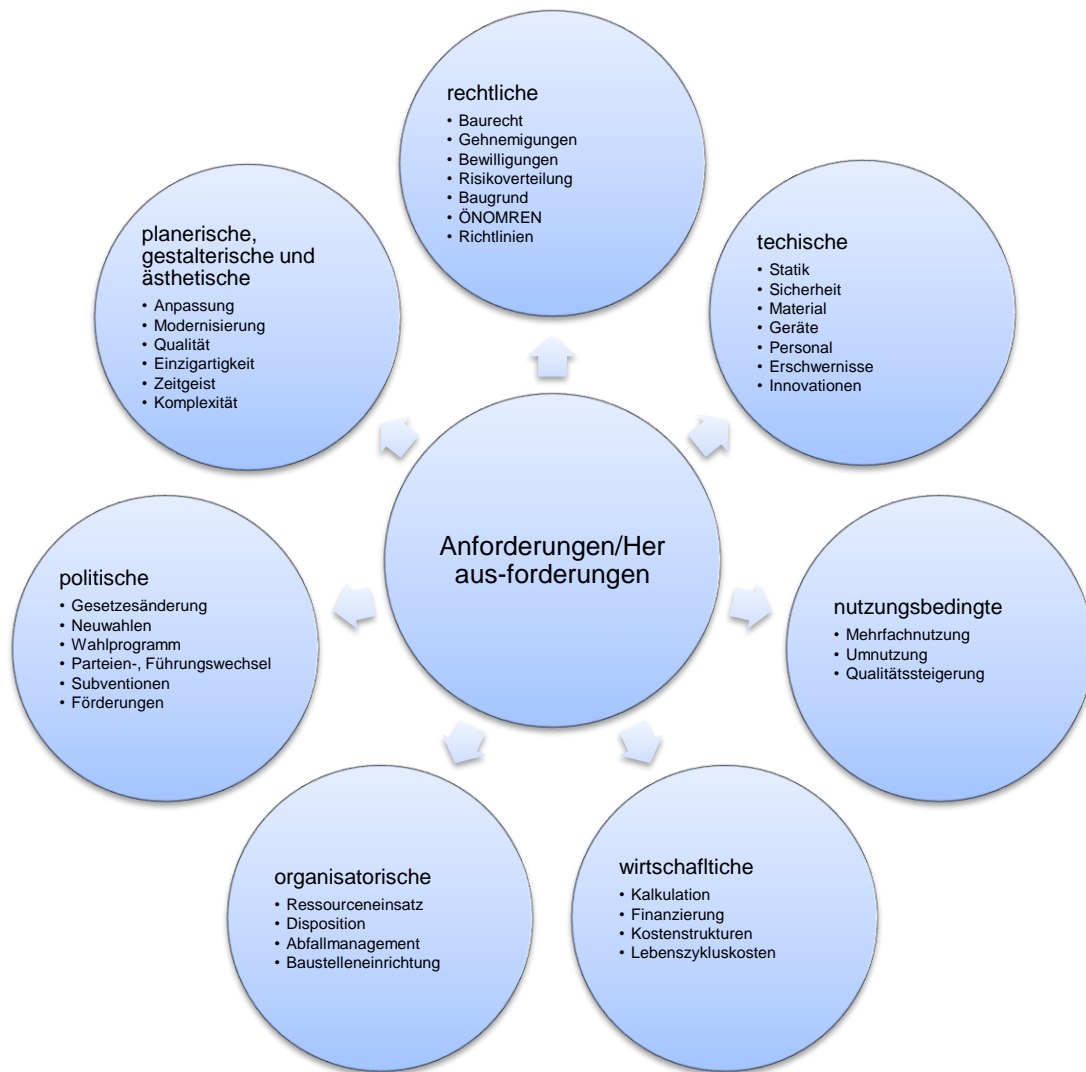 rechtliche
• Baurecht
• Gehnemigungen
• Bewilligungen
• Risikoverteilung
• Baugrund
• ÖNOMREN
• Richtlinien
techische
• Statik
• Sicherheit
• Material
• Geräte
• Personal
• Erschwernisse
• Innovationen
nutzungsbedingte
• Mehrfachnutzung
• Umnutzung
• Qualitätssteigerung
wirtschafltiche
• Kalkulation
• Finanzierung
• Kostenstrukturen
• Lebenszykluskosten
organisatorische
• Ressourceneinsatz
• Disposition
• Abfallmanagement
• Baustelleneinrichtung
politische
• Gesetzesänderung
• Neuwahlen
• Wahlprogramm
• Parteien-, Führungswechsel
• Subventionen
• Förderungen
planerische,
gestalterische und
ästhetische
• Anpassung
• Modernisierung
• Qualität
• Einzigartigkeit
• Zeitgeist
• Komplexität
Anforderungen/Her
aus-forderungen